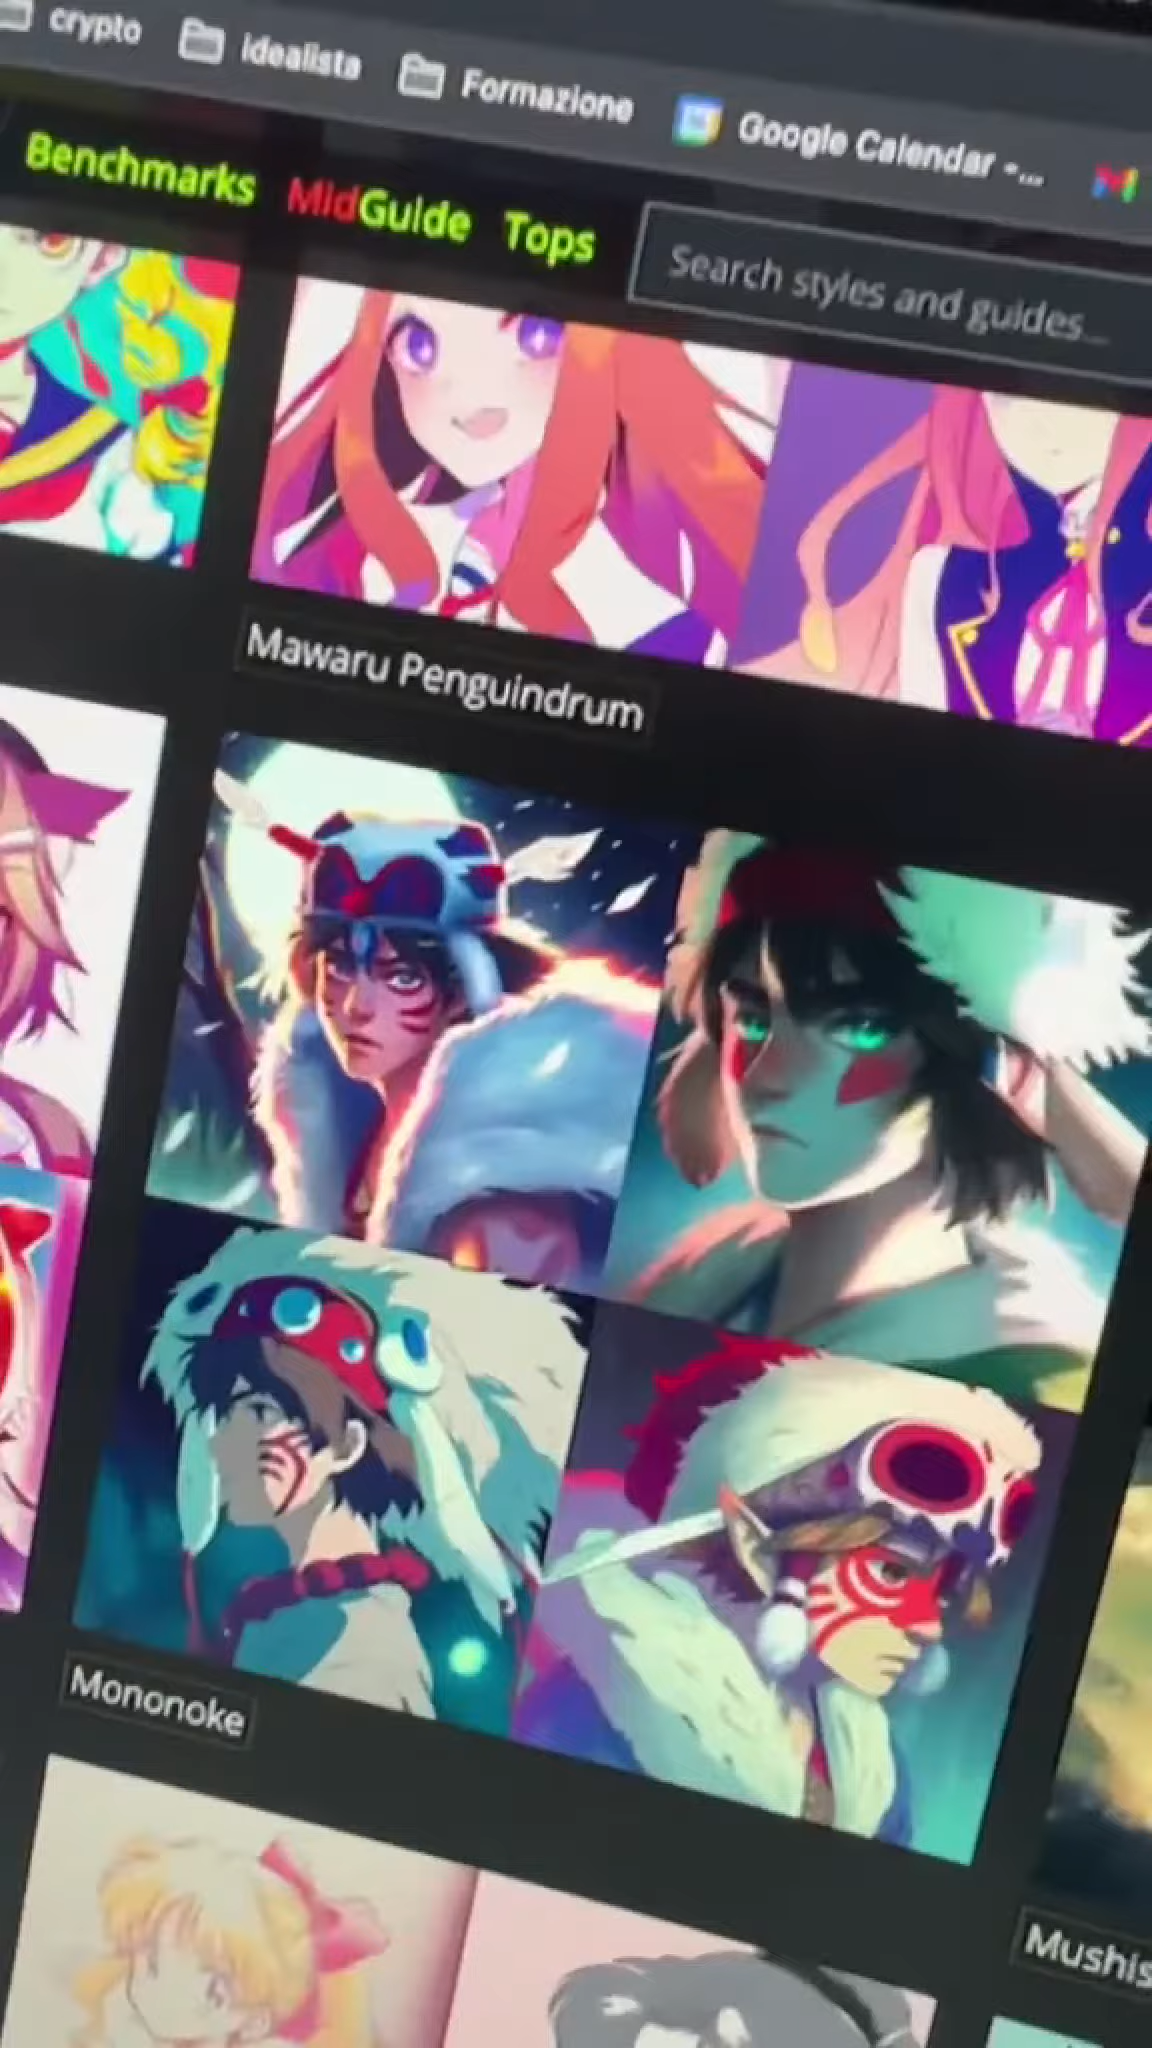 crypto
idealista
Formazione
Google Calendar -...
Benchmarks
MidGuide
Tops
Search styles and guides...
Mawaru Penguindrum
Mononoke
Mushis